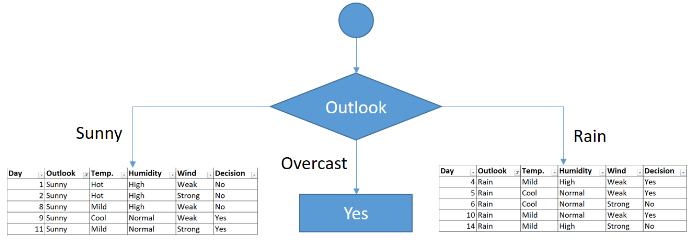 Outlook
Sunny
Overcast
Rain
Yes
Day Outlook Temp. Humidity Wind Decision
1 Sunny Hot High Weak No
2 Sunny Hot High Strong No
8 Sunny Mild High Weak No
9 Sunny Cool Normal Weak Yes
11 Sunny Mild Normal Strong Yes
Day Outlook Temp. Humidity Wind Decision
4 Rain Mild High Weak Yes
5 Rain Cool Normal Weak Yes
6 Rain Cool Normal Strong No
10 Rain Mild Normal Weak Yes
14 Rain Mild High Strong No